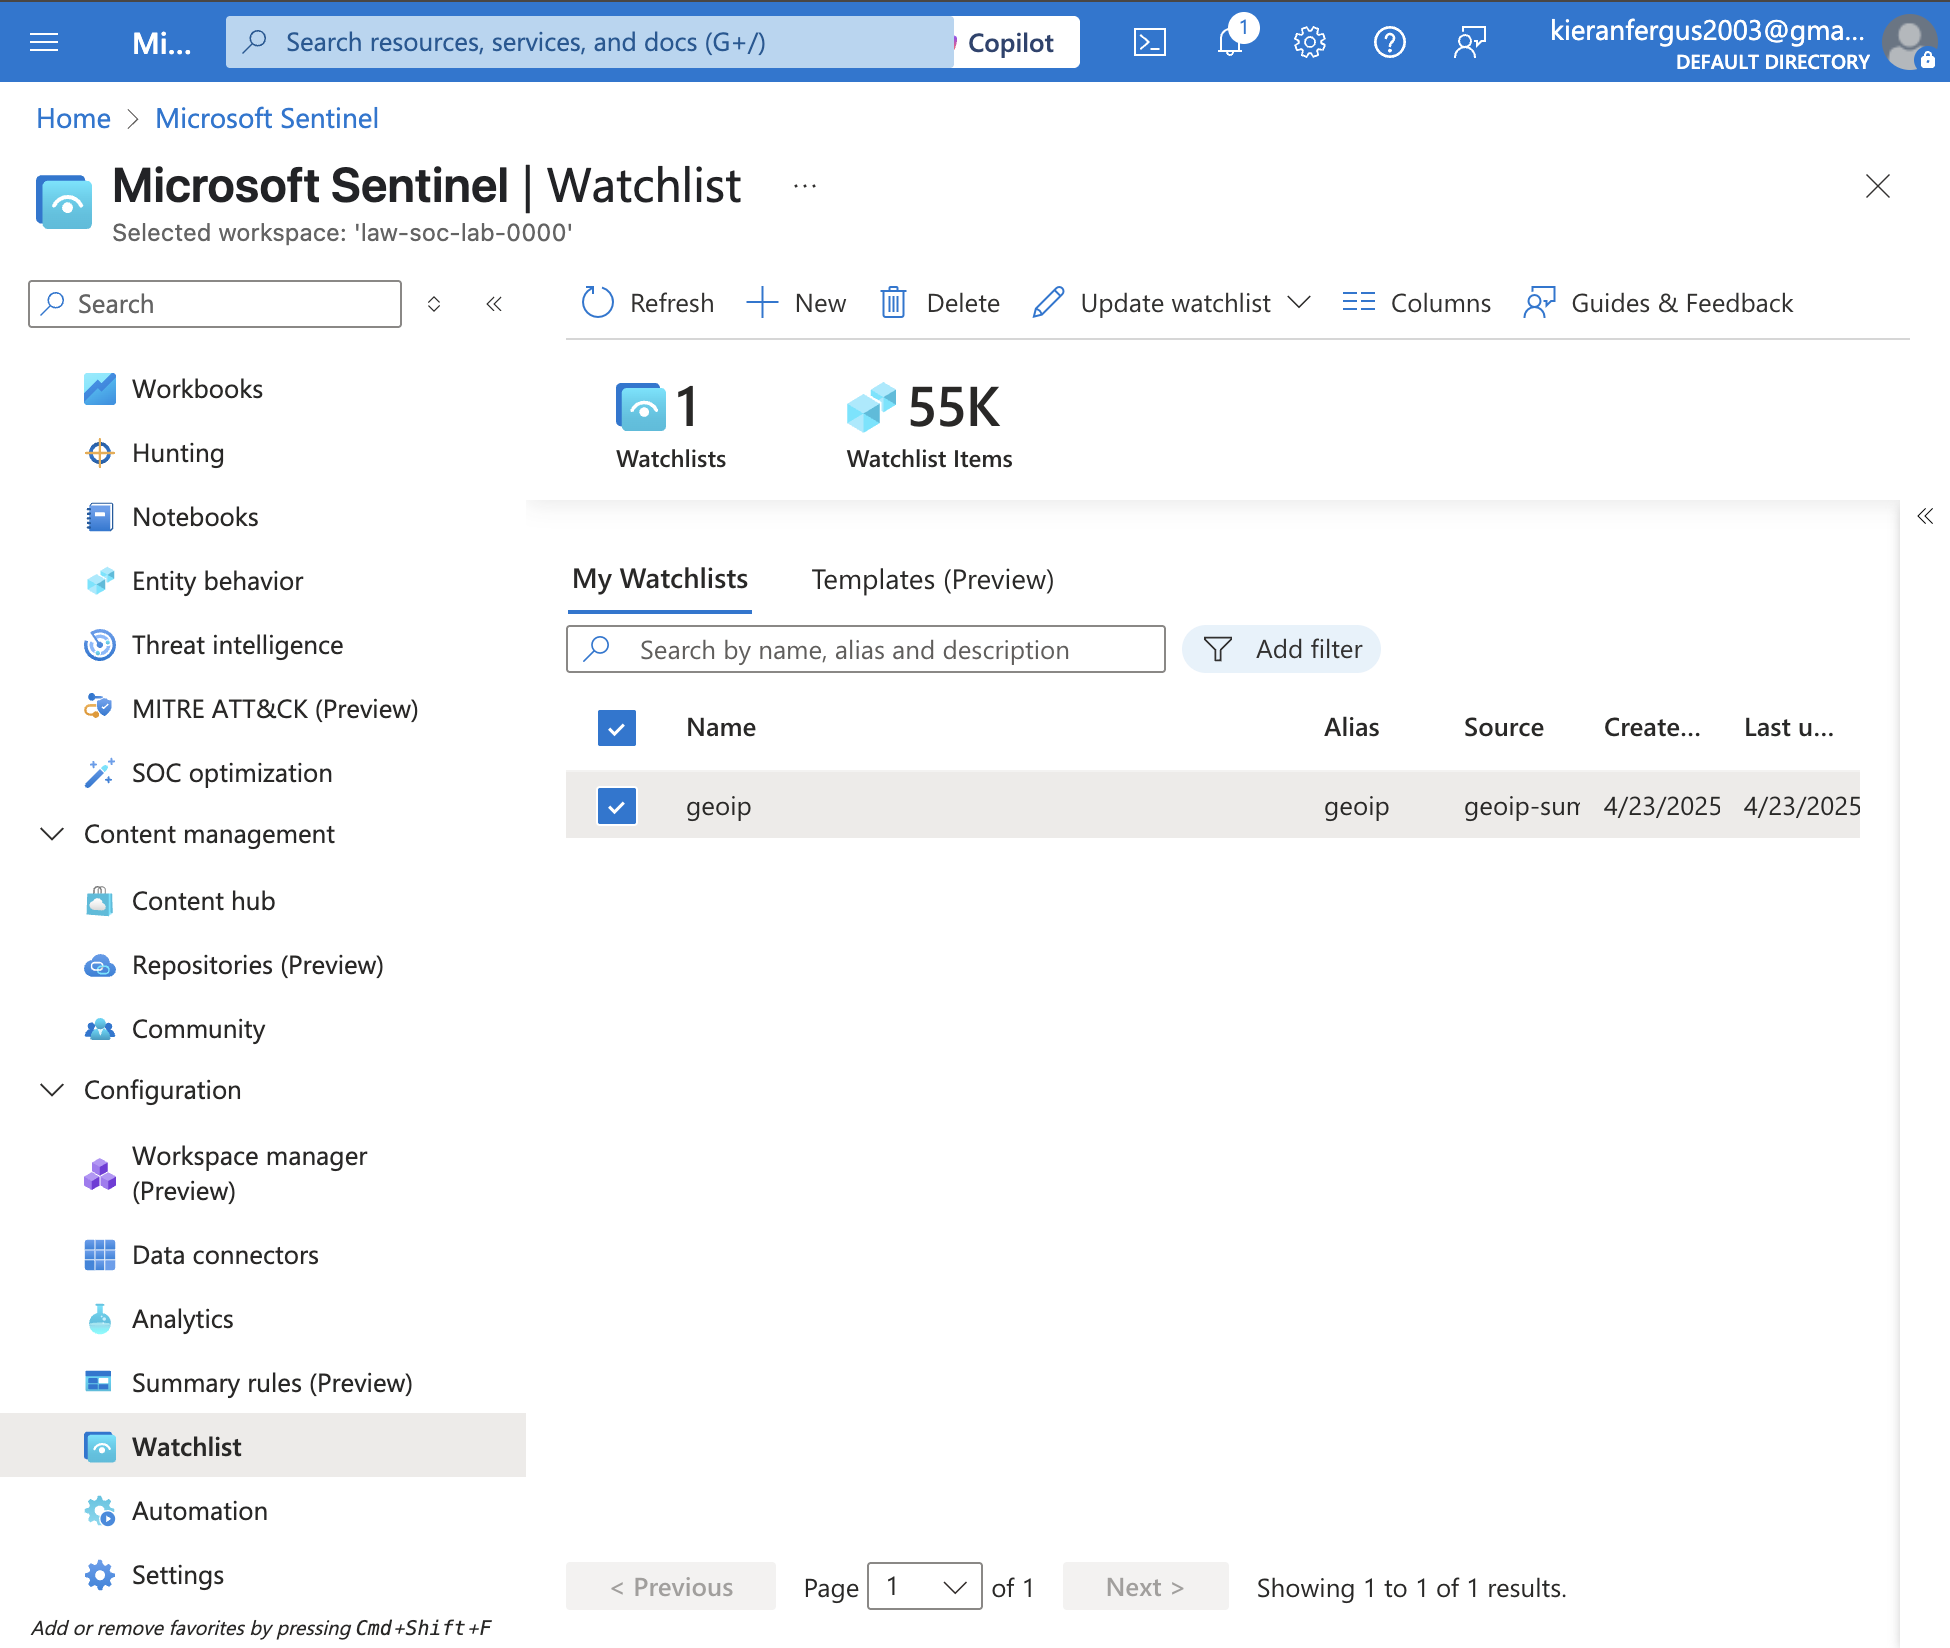 Mi...
Search resources, services, and docs (G+/)
Copilot
1
kieranfergus2003@gma...
DEFAULT DIRECTORY
Home > Microsoft Sentinel
Microsoft Sentinel | Watchlist ...
Selected workspace: 'law-soc-lab-0000'
Search
Refresh
New
Delete
Update watchlist
Columns
Guides & Feedback
Workbooks
Hunting
Notebooks
Entity behavior
Threat intelligence
MITRE ATT&CK (Preview)
SOC optimization
Content management
Content hub
Repositories (Preview)
Community
Configuration
Workspace manager
(Preview)
Data connectors
Analytics
Summary rules (Preview)
Watchlist
Automation
Settings
Add or remove favorites by pressing Cmd+Shift+F
1
Watchlists
55K
Watchlist Items
My Watchlists
Templates (Preview)
Search by name, alias and description
Add filter
Name Alias Source Create... Last u...
geoip geoip geoip-sum 4/23/2025 4/23/2025
< Previous
Page 1 of 1
Next >
Showing 1 to 1 of 1 results.